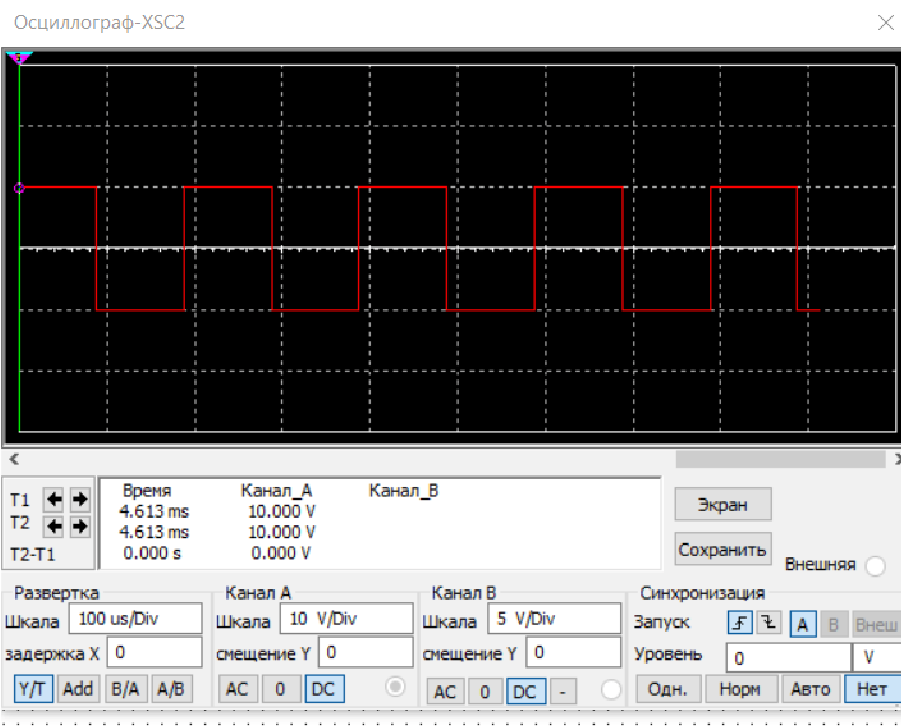 Осциллограф-XSC2
Время Канал_A Канал_B
T1 4.613 ms 10.000 V
T2 4.613 ms 10.000 V
T2-T1 0.000 s 0.000 V
Экран
Сохранить
Внешняя
Развертка Канал A Канал B Синхронизация
Шкала 100 us/Div Шкала 10 V/Div Шкала 5 V/Div Запуск A B Внеш
задержка X 0 смещение Y 0 смещение Y 0 Уровень 0 V
Y/T Add B/A A/B AC 0 DC AC 0 DC - Одн. Норм Авто Нет